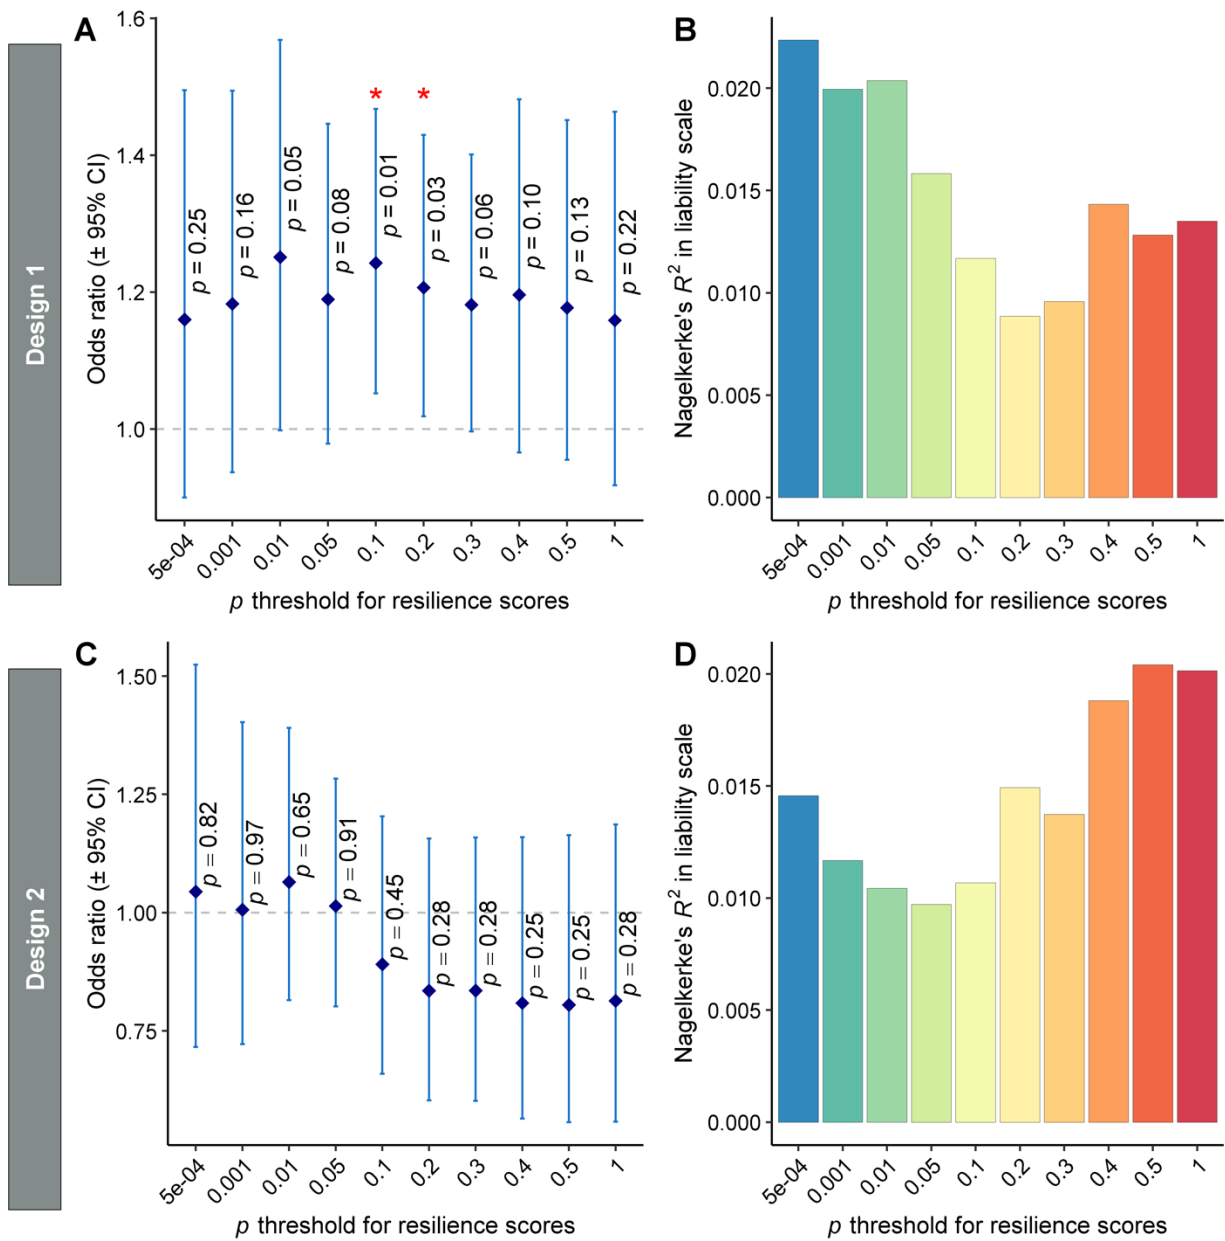 Design 1
A
Odds ratio (± 95% CI)
1.6
1.4
1.2
1.0
*
*
p = 0.25
p = 0.16
p = 0.05
p = 0.08
p = 0.01
p = 0.03
p = 0.06
p = 0.10
p = 0.13
p = 0.22
5e-04
0.001
0.01
0.05
0.1
0.2
0.3
0.4
0.5
1
p threshold for resilience scores
B
Nagelkerke's R² in liability scale
0.020
0.015
0.010
0.005
0.000
5e-04
0.001
0.01
0.05
0.1
0.2
0.3
0.4
0.5
1
p threshold for resilience scores
Design 2
C
Odds ratio (± 95% CI)
1.50
1.25
1.00
0.75
p = 0.82
p = 0.97
p = 0.65
p = 0.91
p = 0.45
p = 0.28
p = 0.28
p = 0.25
p = 0.25
p = 0.28
5e-04
0.001
0.01
0.05
0.1
0.2
0.3
0.4
0.5
1
p threshold for resilience scores
D
Nagelkerke's R² in liability scale
0.020
0.015
0.010
0.005
0.000
5e-04
0.001
0.01
0.05
0.1
0.2
0.3
0.4
0.5
1
p threshold for resilience scores